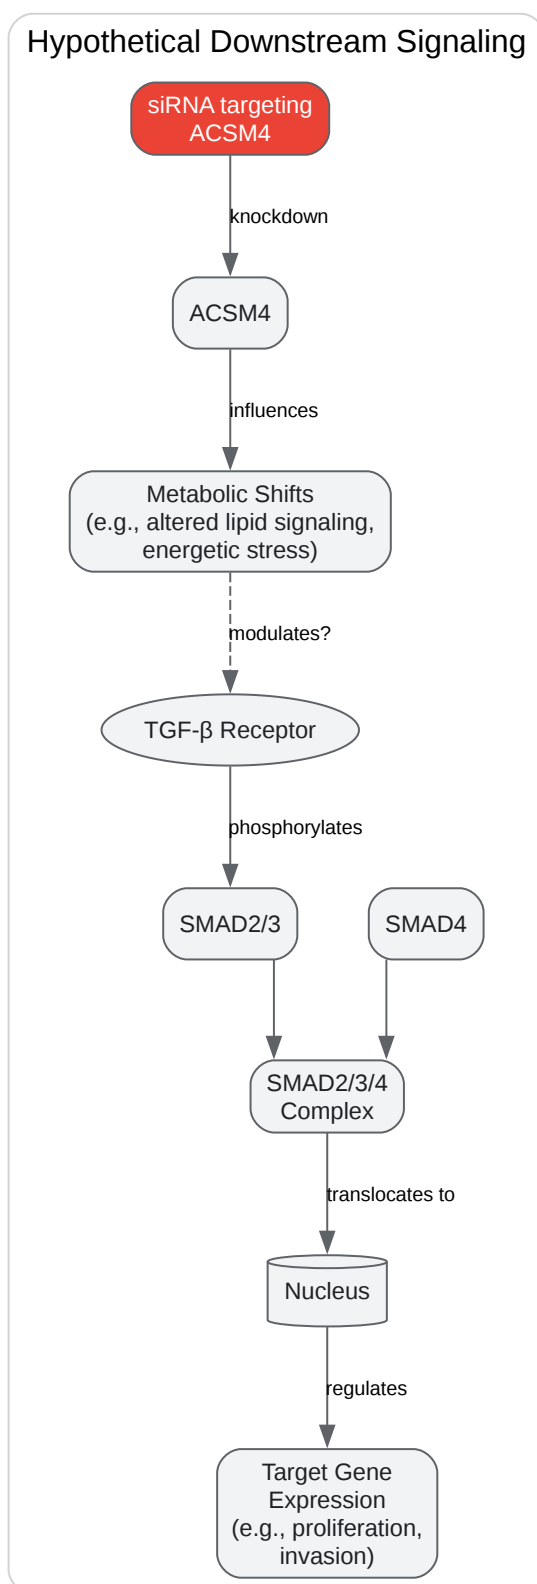 Hypothetical Downstream Signaling
siRNA targeting
ACSM4
knockdown
ACSM4
influences
Metabolic Shifts
(e.g., altered lipid signaling,
energetic stress)
modulates?
TGF-β Receptor
phosphorylates
SMAD2/3
SMAD4
SMAD2/3/4
Complex
translocates to
Nucleus
regulates
Target Gene
Expression
(e.g., proliferation,
invasion)